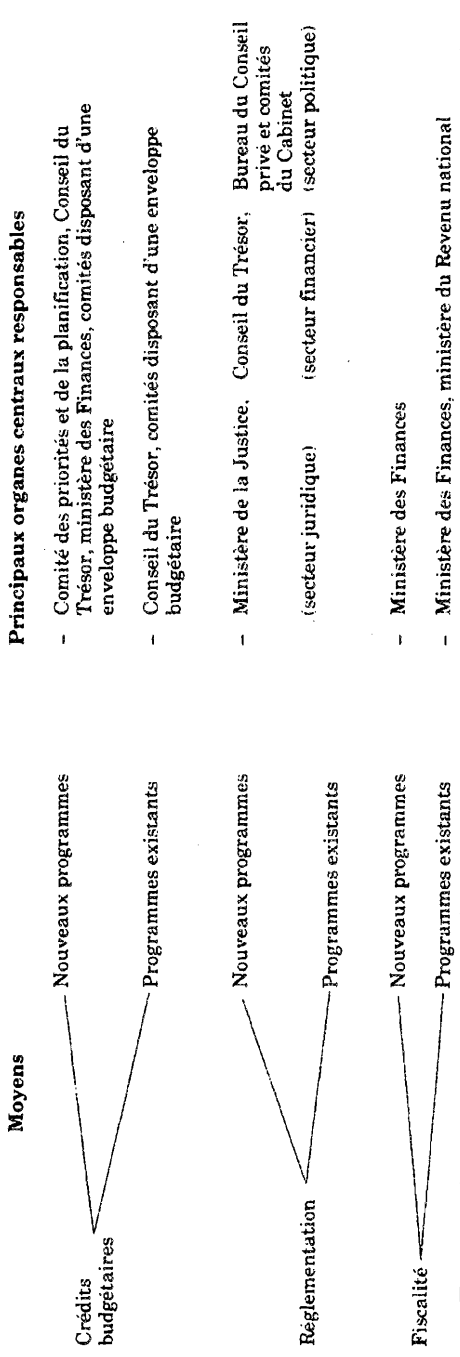 Moyens
Principaux organes centraux responsables
Crédits
budgétaires
Nouveaux programmes
– Comité des priorités et de la planification, Conseil du
Trésor, ministère des Finances, comités disposant d'une
enveloppe budgétaire
Programmes existants
– Conseil du Trésor, comités disposant d'une enveloppe
budgétaire
Réglementation
Nouveaux programmes
– Ministère de la Justice, Conseil du Trésor, Bureau du Conseil
privé et comités
du Cabinet
Programmes existants
(secteur juridique) (secteur financier) (secteur politique)
Fiscalité
Nouveaux programmes
– Ministère des Finances
Programmes existants
– Ministère des Finances, ministère du Revenu national